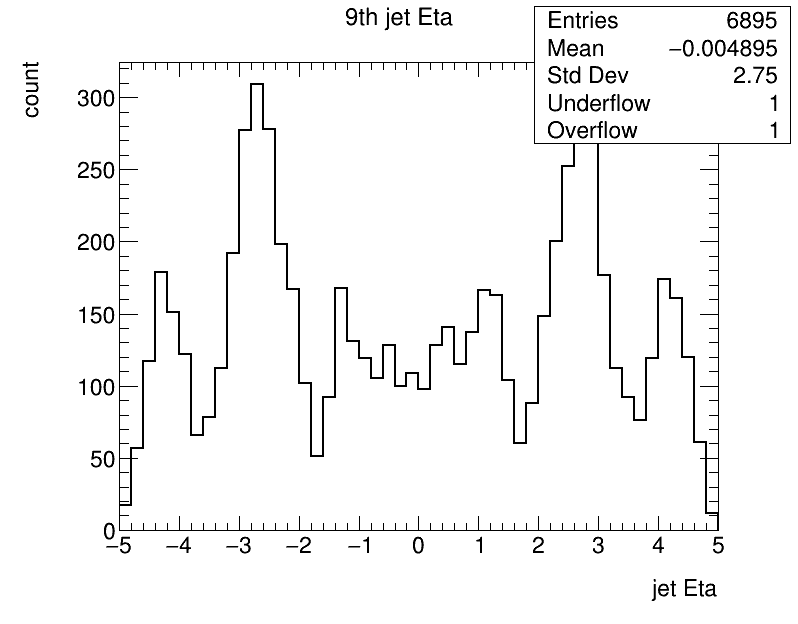 9th jet Eta
Entries 6895
Mean −0.004895
Std Dev 2.75
Underflow 1
Overflow 1
count
300
250
200
150
100
50
0
−5 −4 −3 −2 −1 0 1 2 3 4 5
jet Eta